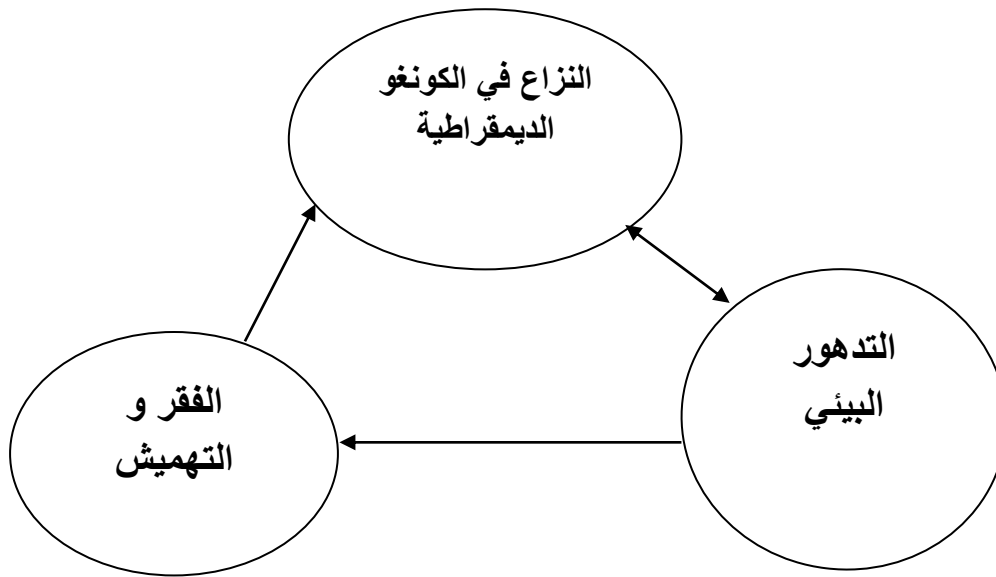 النزاع في الكونغو
الديمقراطية
التدهور
البيئي
الفقر و
التهميش